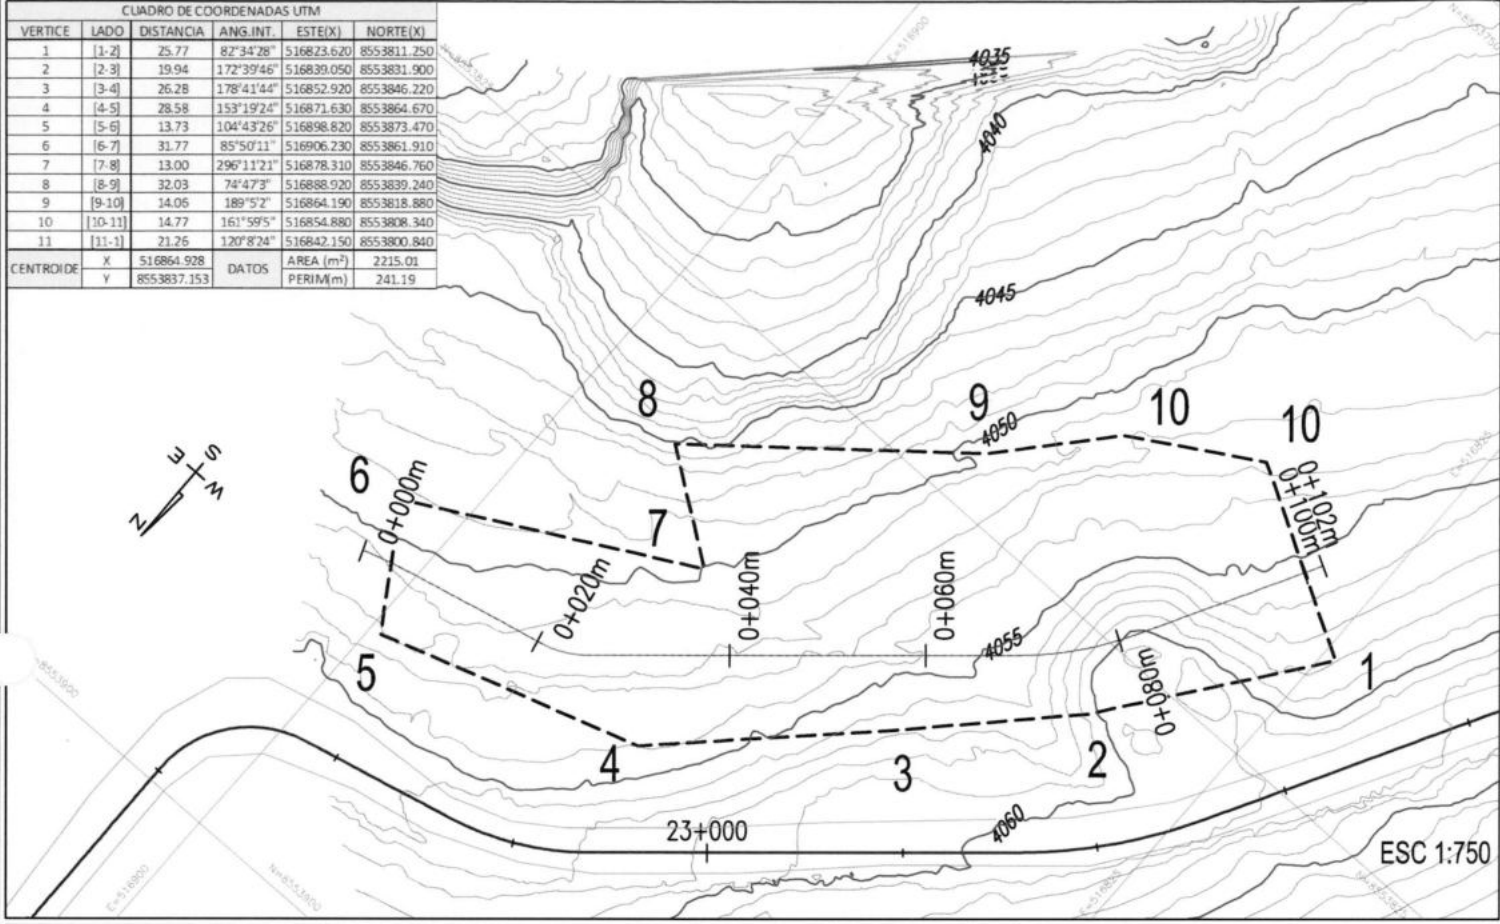 CUADRO DE COORDENADAS UTM
VERTICE LADO DISTANCIA ANG.INT. ESTE(X) NORTE(X)
1 [1-2] 25.77 82°34'28" 516823.620 8553811.250
2 [2-3] 19.94 172°39'46" 516839.050 8553831.900
3 [3-4] 26.28 178°41'44" 516852.920 8553846.220
4 [4-5] 28.58 153°19'24" 516871.630 8553864.670
5 [5-6] 13.73 104°43'26" 516898.820 8553873.470
6 [6-7] 31.77 85°50'11" 516906.230 8553861.910
7 [7-8] 13.00 296°11'21" 516878.310 8553846.760
8 [8-9] 32.03 74°47'3" 516888.920 8553839.240
9 [9-10] 14.06 189°5'2" 516864.190 8553818.880
10 [10-11] 14.77 161°59'5" 516854.880 8553808.340
11 [11-1] 21.26 120°8'24" 516842.150 8553800.840
CENTROIDE X 516864.928 DATOS AREA (m²) 2215.01
Y 8553837.153 PERIM(m) 241.19
E=516900
4035
4040
4045
8
9
10
10
4050
6
7
0+000m
0+102m
0+100m
S
E
W
N
0+020m
0+040m
0+060m
4055
0+080m
5
1
4
3
2
23+000
4060
E=516900
N=8553900
ESC 1:750